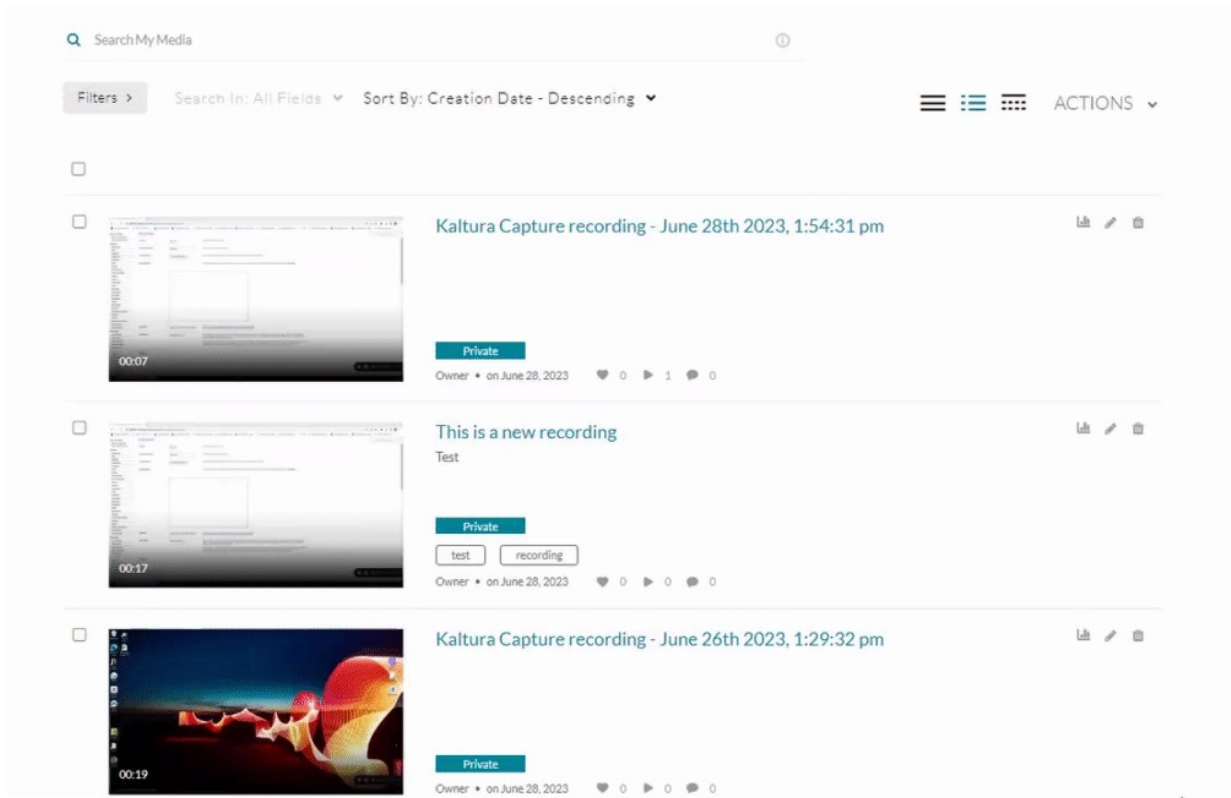 Search My Media
Filters >
Search In: All Fields
Sort By: Creation Date - Descending
ACTIONS
Kaltura Capture recording - June 28th 2023, 1:54:31 pm
00:07
Private
Owner • on June 28, 2023 0 1 0
This is a new recording
Test
Private
00:17
test recording
Owner • on June 28, 2023 0 0 0
Kaltura Capture recording - June 26th 2023, 1:29:32 pm
Private
00:19
Owner • on June 28, 2023 0 0 0